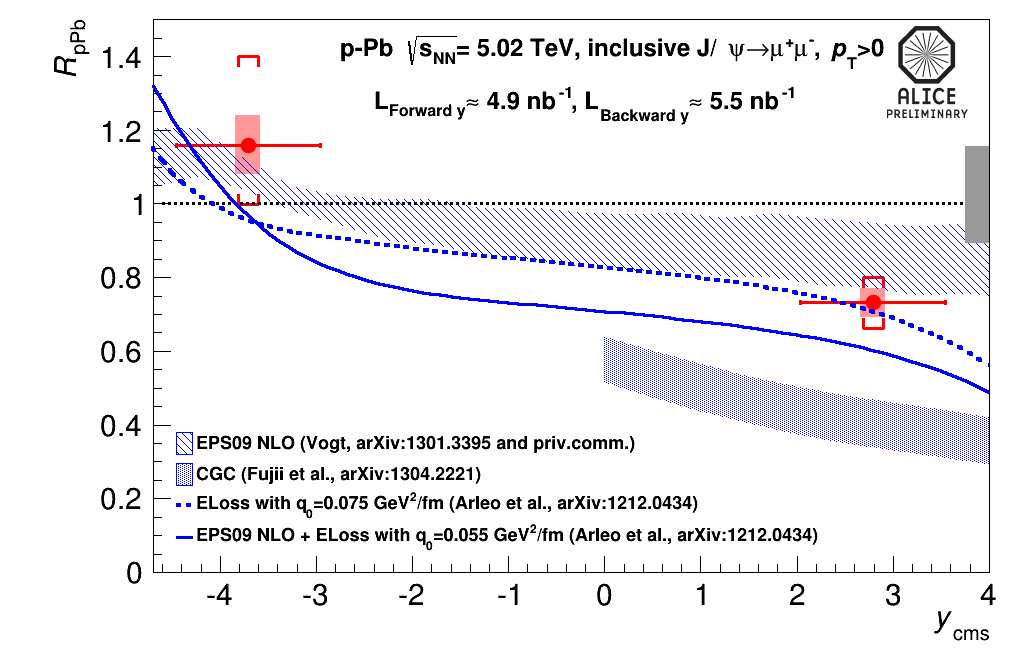 p-Pb √sNN= 5.02 TeV, inclusive J/ ψ→μ+μ-, pT>0
LForward y≈ 4.9 nb-1, LBackward y≈ 5.5 nb-1
ALICE
PRELIMINARY
RpPb
1.4
1.2
1
0.8
0.6
0.4
0.2
0
EPS09 NLO (Vogt, arXiv:1301.3395 and priv.comm.)
CGC (Fujii et al., arXiv:1304.2221)
ELoss with q0=0.075 GeV2/fm (Arleo et al., arXiv:1212.0434)
EPS09 NLO + ELoss with q0=0.055 GeV2/fm (Arleo et al., arXiv:1212.0434)
-4 -3 -2 -1 0 1 2 3 4
ycms